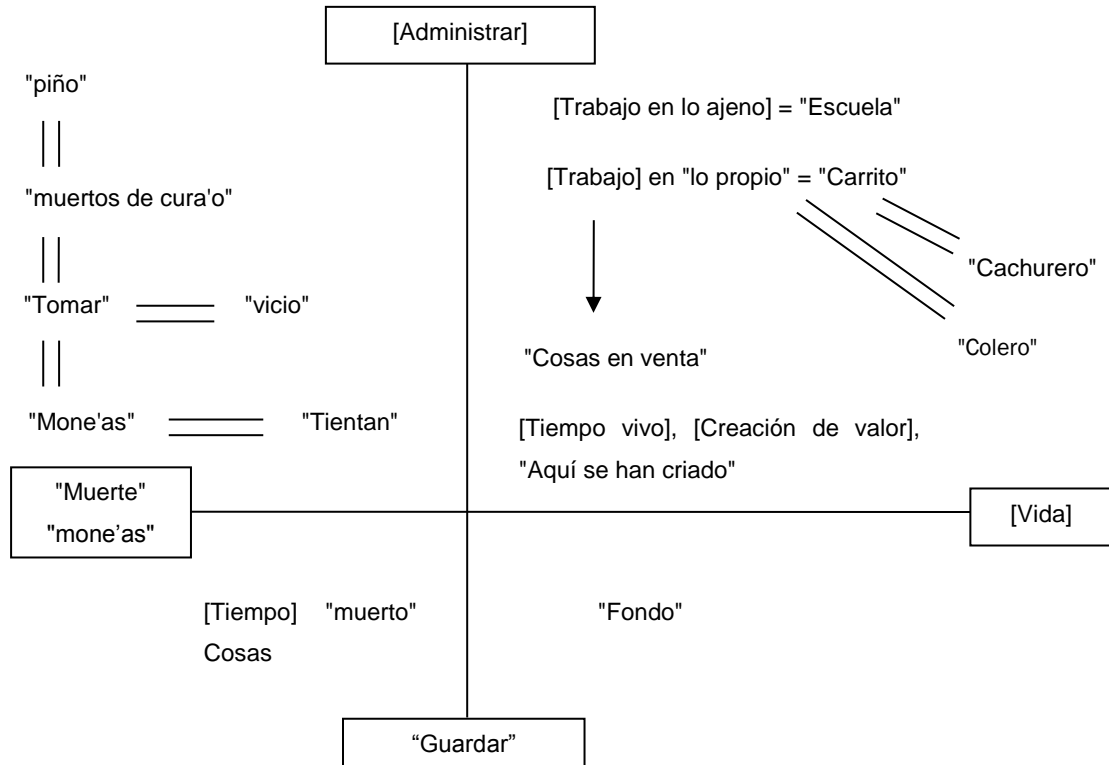 [Administrar]
"piño"
[Trabajo en lo ajeno] = "Escuela"
[Trabajo] en "lo propio" = "Carrito"
"muertos de cura'o"
"Cachurero"
"Tomar" "vicio"
"Colero"
"Cosas en venta"
"Mone'as" "Tientan"
[Tiempo vivo], [Creación de valor],
"Aquí se han criado"
"Muerte"
"mone’as"
[Vida]
[Tiempo] "muerto"
Cosas
"Fondo"
“Guardar”